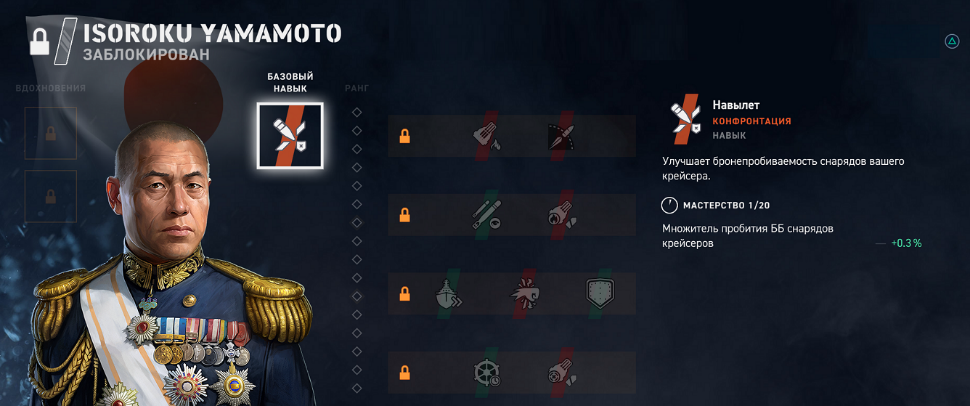 ISOROKU YAMAMOTO
ЗАБЛОКИРОВАН
ВДОХНОВЕНИЯ
БАЗОВЫЙ
НАВЫК
РАНГ
Навылет
КОНФРОНТАЦИЯ
НАВЫК
Улучшает бронепробиваемость снарядов вашего
крейсера.
МАСТЕРСТВО 1/20
Множитель пробития ББ снарядов
крейсеров — +0.3 %